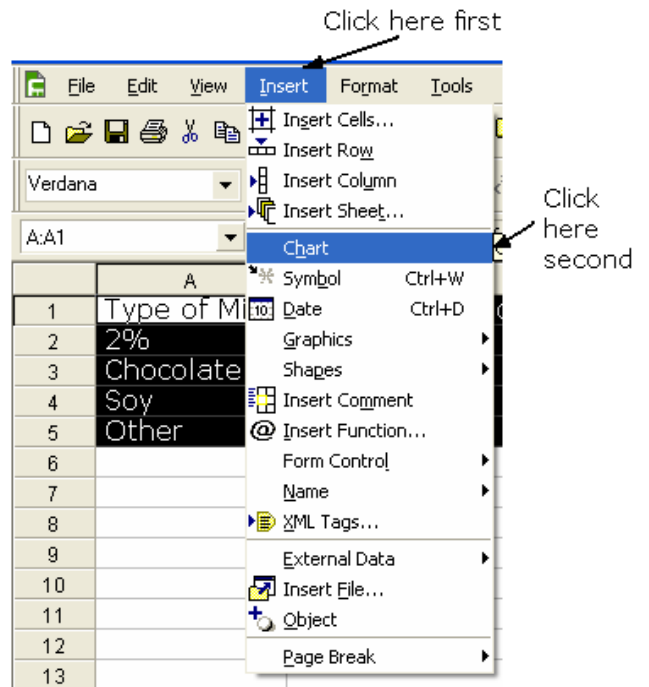 Click here first
File Edit View Insert Format Tools
Insert Cells...
Insert Row
Verdana
Insert Column
Insert Sheet...
Click
here
second
A:A1
Chart
A
Symbol Ctrl+W
1 Type of Mi
Date Ctrl+D
2 2%
Graphics
3 Chocolate
Shapes
4 Soy
Insert Comment
5 Other
Insert Function...
6
Form Control
7
Name
8
XML Tags...
9
External Data
10
Insert File...
11
Object
12
Page Break
13